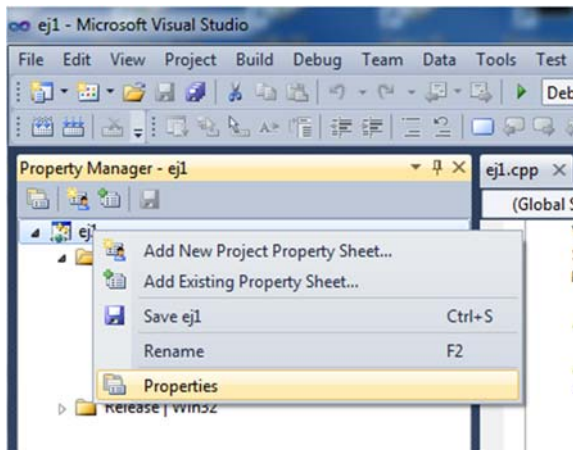 ej1 - Microsoft Visual Studio
File Edit View Project Build Debug Team Data Tools Test
Deb
Property Manager - ej1
ej1.cpp
(Global S
ej1
Add New Project Property Sheet...
Add Existing Property Sheet...
Save ej1 Ctrl+S
Rename F2
Properties
Release | Win32